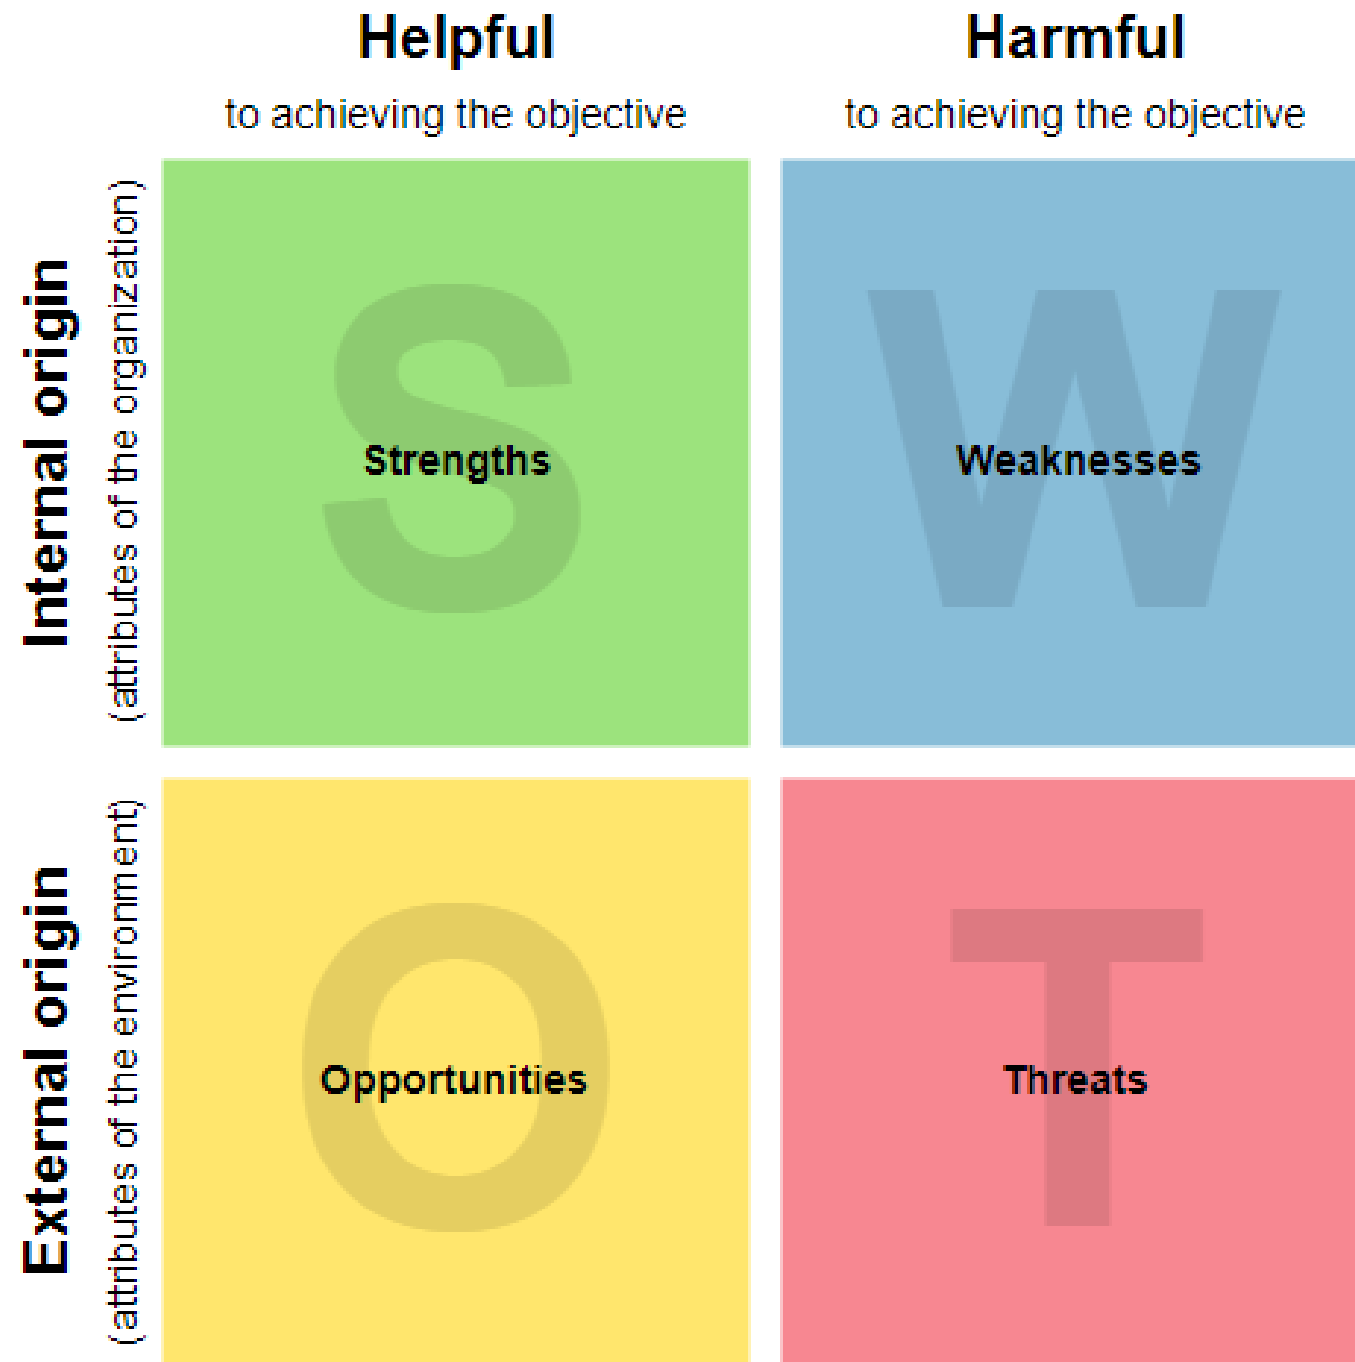 Helpful
to achieving the objective
Harmful
to achieving the objective
Internal origin
(attributes of the organization)
S
Strengths
W
Weaknesses
External origin
(attributes of the environment)
O
Opportunities
T
Threats